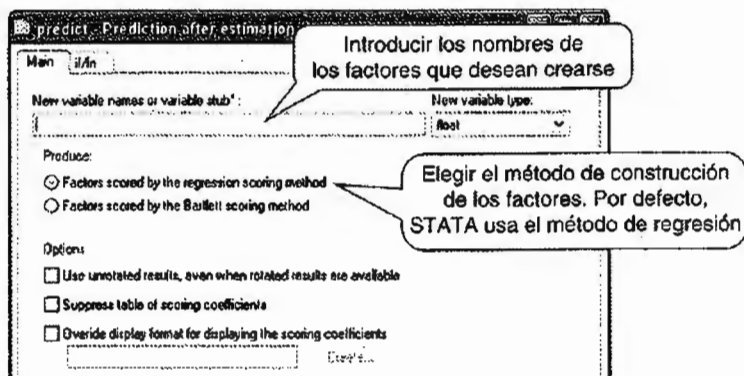 predict - Prediction after estimation
Introducir los nombres de
los factores que desean crearse
Main if/in
New variable names or variable stub* :
New variable type:
float
Produce:
Factors scored by the regression scoring method
Factors scored by the Bartlett scoring method
Elegir el método de construcción
de los factores. Por defecto,
STATA usa el método de regresión
Options
Use unrotated results, even when rotated results are available
Suppress table of scoring coefficients
Override display format for displaying the scoring coefficients
Create...